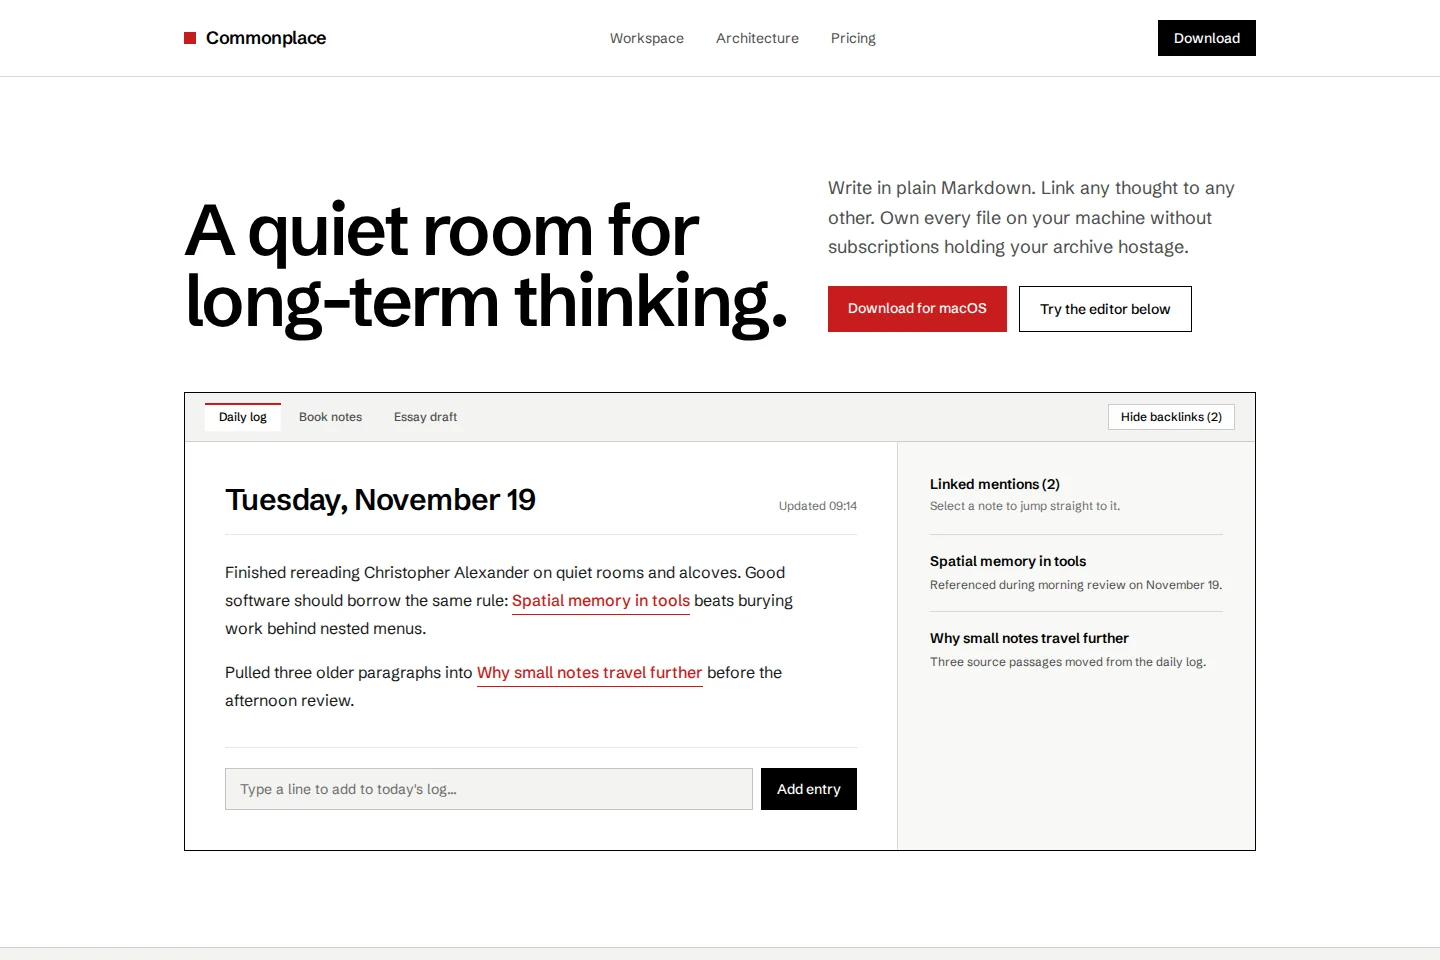 Commonplace
Workspace
Architecture
Pricing
Download
A quiet room for
long-term thinking.
Write in plain Markdown. Link any thought to any
other. Own every file on your machine without
subscriptions holding your archive hostage.
Download for macOS
Try the editor below
Daily log
Book notes
Essay draft
Hide backlinks (2)
Tuesday, November 19
Updated 09:14
Finished rereading Christopher Alexander on quiet rooms and alcoves. Good
software should borrow the same rule: Spatial memory in tools beats burying
work behind nested menus.
Pulled three older paragraphs into Why small notes travel further before the
afternoon review.
Type a line to add to today's log...
Add entry
Linked mentions (2)
Select a note to jump straight to it.
Spatial memory in tools
Referenced during morning review on November 19.
Why small notes travel further
Three source passages moved from the daily log.